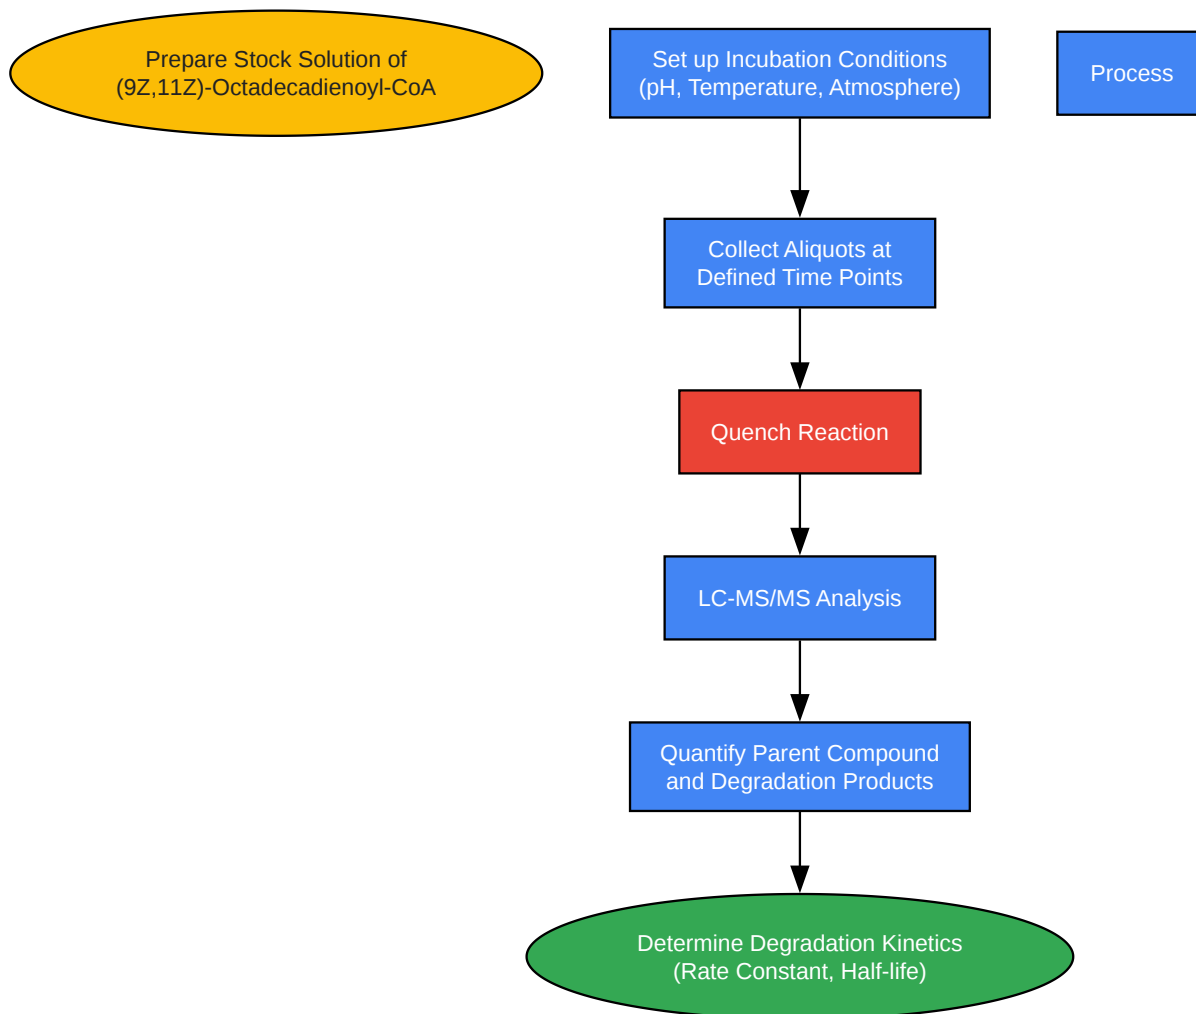 Prepare Stock Solution of
(9Z,11Z)-Octadecadienoyl-CoA
Set up Incubation Conditions
(pH, Temperature, Atmosphere)
Process
Collect Aliquots at
Defined Time Points
Quench Reaction
LC-MS/MS Analysis
Quantify Parent Compound
and Degradation Products
Determine Degradation Kinetics
(Rate Constant, Half-life)